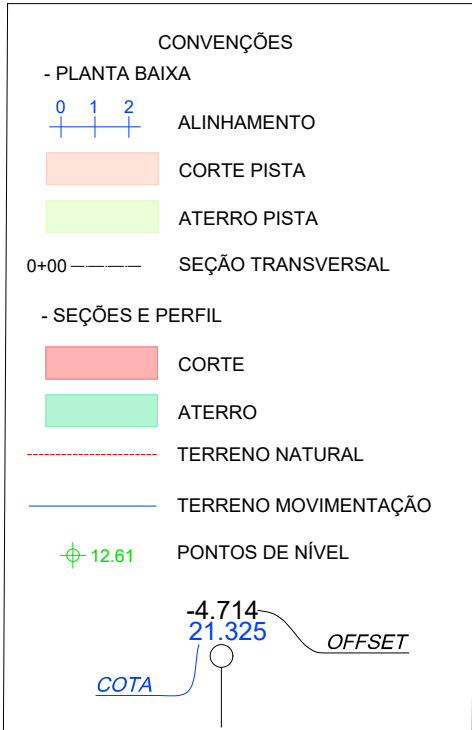 CONVENÇÕES
- PLANTA BAIXA
0 1 2
ALINHAMENTO
CORTE PISTA
ATERRO PISTA
0+00 SEÇÃO TRANSVERSAL
- SEÇÕES E PERFIL
CORTE
ATERRO
TERRENO NATURAL
TERRENO MOVIMENTAÇÃO
12.61 PONTOS DE NÍVEL
-4.714
21.325
OFFSET
COTA